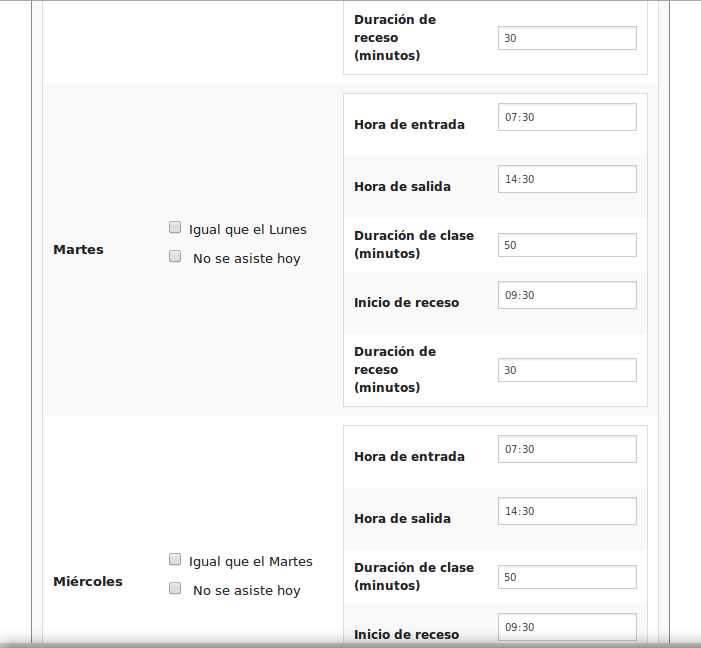 Duración de
receso
(minutos)
30
Martes
Igual que el Lunes
No se asiste hoy
Hora de entrada
07:30
Hora de salida
14:30
Duración de clase
(minutos)
50
Inicio de receso
09:30
Duración de
receso
(minutos)
30
Miércoles
Igual que el Martes
No se asiste hoy
Hora de entrada
07:30
Hora de salida
14:30
Duración de clase
(minutos)
50
Inicio de receso
09:30